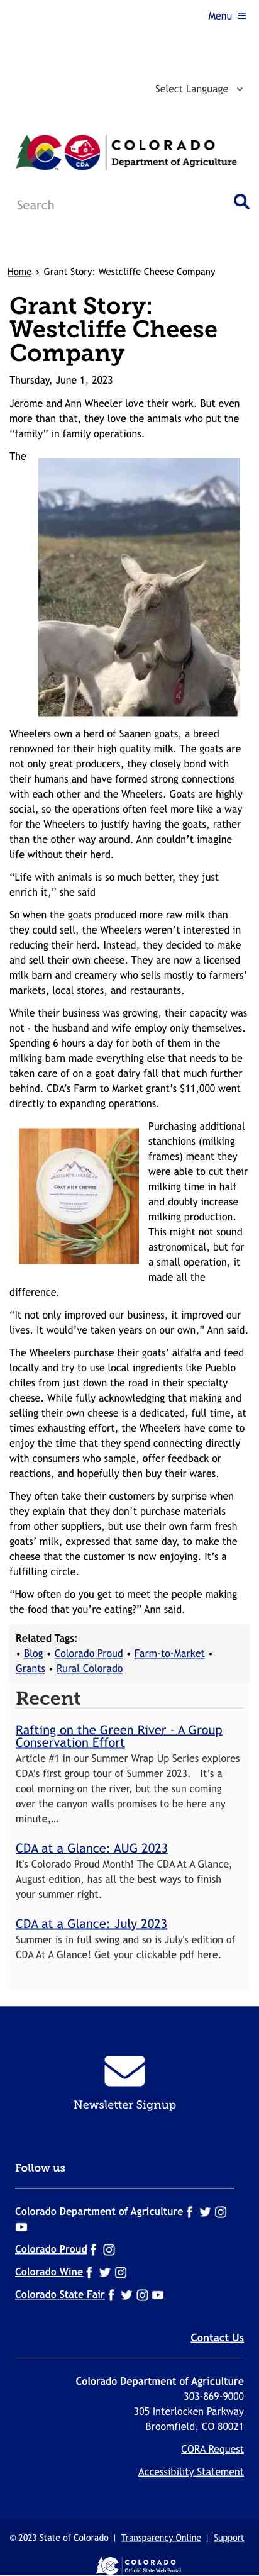 Menu
Select Language
CDA
COLORADO
Department of Agriculture
Search
Home › Grant Story: Westcliffe Cheese Company
Grant Story:
Westcliffe Cheese
Company
Thursday, June 1, 2023
Jerome and Ann Wheeler love their work. But even
more than that, they love the animals who put the
“family” in family operations.
The
Wheelers own a herd of Saanen goats, a breed
renowned for their high quality milk. The goats are
not only great producers, they closely bond with
their humans and have formed strong connections
with each other and the Wheelers. Goats are highly
social, so the operations often feel more like a way
for the Wheelers to justify having the goats, rather
than the other way around. Ann couldn’t imagine
life without their herd.
“Life with animals is so much better, they just
enrich it,” she said
So when the goats produced more raw milk than
they could sell, the Wheelers weren’t interested in
reducing their herd. Instead, they decided to make
and sell their own cheese. They are now a licensed
milk barn and creamery who sells mostly to farmers’
markets, local stores, and restaurants.
While their business was growing, their capacity was
not - the husband and wife employ only themselves.
Spending 6 hours a day for both of them in the
milking barn made everything else that needs to be
taken care of on a goat dairy fall that much further
behind. CDA’s Farm to Market grant’s $11,000 went
directly to expanding operations.
Purchasing additional
stanchions (milking
frames) meant they
were able to cut their
milking time in half
and doubly increase
milking production.
This might not sound
astronomical, but for
a small operation, it
made all the
difference.
GOAT MILK CHEVRE
“It not only improved our business, it improved our
lives. It would’ve taken years on our own,” Ann said.
The Wheelers purchase their goats’ alfalfa and feed
locally and try to use local ingredients like Pueblo
chiles from just down the road in their specialty
cheese. While fully acknowledging that making and
selling their own cheese is a dedicated, full time, at
times exhausting effort, the Wheelers have come to
enjoy the time that they spend connecting directly
with consumers who sample, offer feedback or
reactions, and hopefully then buy their wares.
They often take their customers by surprise when
they explain that they don’t purchase materials
from other suppliers, but use their own farm fresh
goats’ milk, expressed that same day, to make the
cheese that the customer is now enjoying. It’s a
fulfilling circle.
“How often do you get to meet the people making
the food that you’re eating?” Ann said.
Related Tags:
• Blog • Colorado Proud • Farm-to-Market •
Grants • Rural Colorado
Recent
Rafting on the Green River - A Group
Conservation Effort
Article #1 in our Summer Wrap Up Series explores
CDA’s first group tour of Summer 2023. It’s a
cool morning on the river, but the sun coming
over the canyon walls promises to be here any
minute,…
CDA at a Glance: AUG 2023
It's Colorado Proud Month! The CDA At A Glance,
August edition, has all the best ways to finish
your summer right.
CDA at a Glance: July 2023
Summer is in full swing and so is July's edition of
CDA At A Glance! Get your clickable pdf here.
Newsletter Signup
Follow us
Colorado Department of Agriculture
Colorado Proud
Colorado Wine
Colorado State Fair
Contact Us
Colorado Department of Agriculture
303-869-9000
305 Interlocken Parkway
Broomfield, CO 80021
CORA Request
Accessibility Statement
© 2023 State of Colorado | Transparency Online | Support
COLORADO
Official State Web Portal